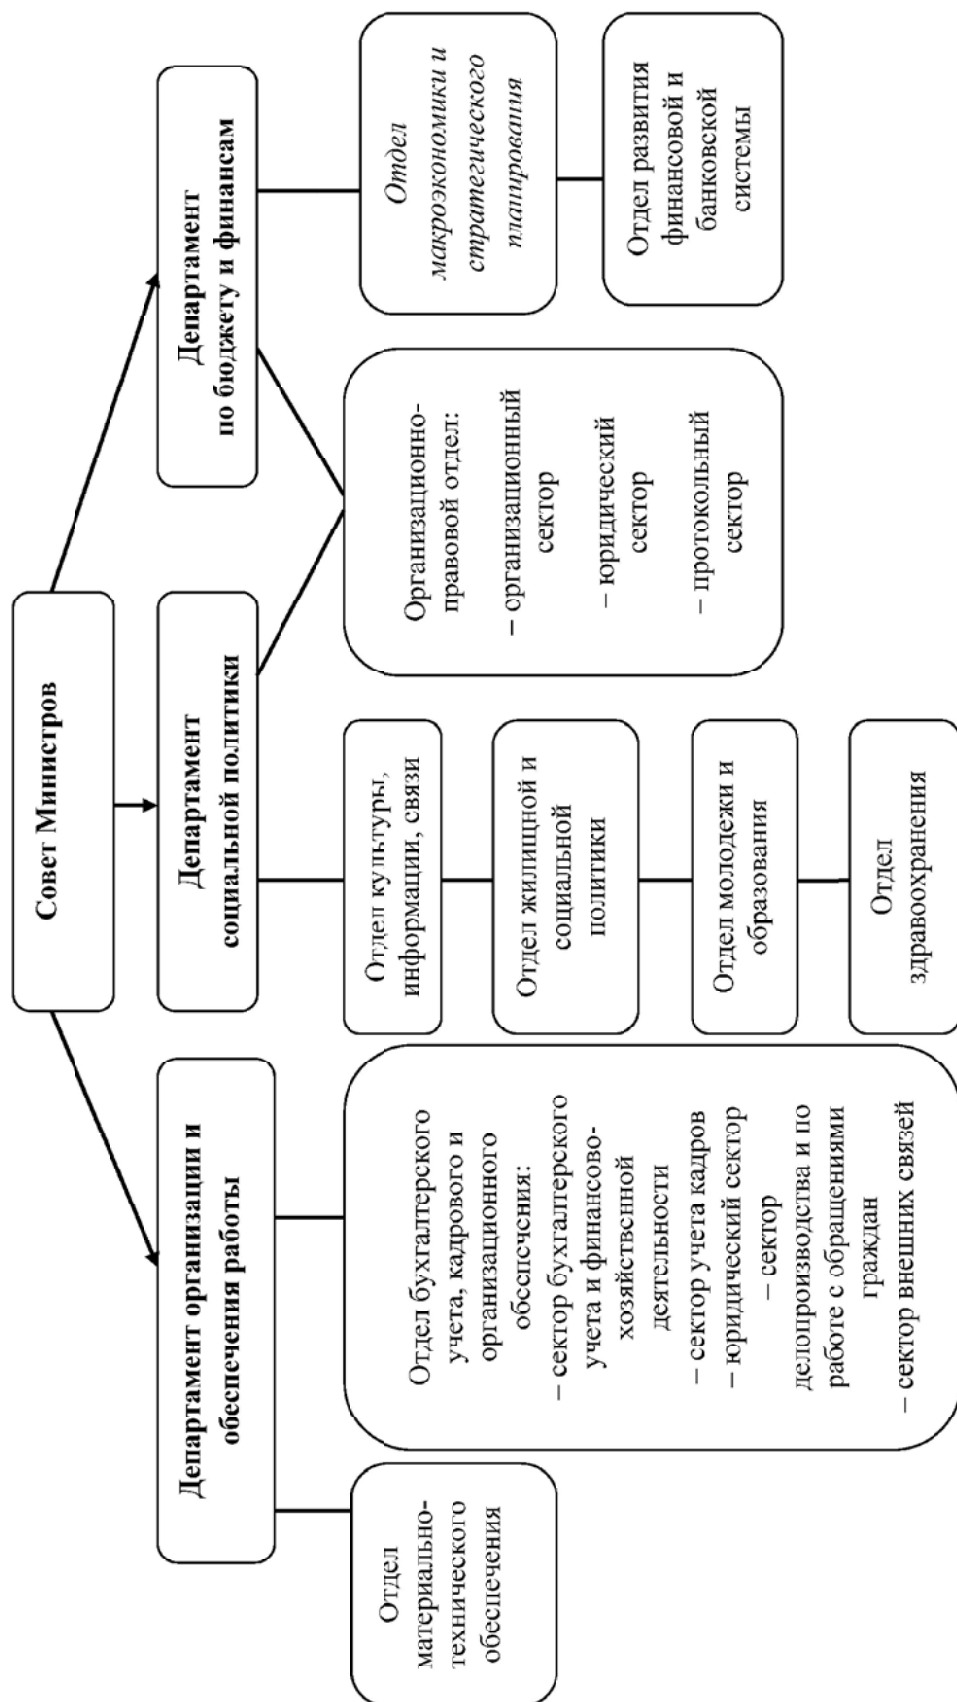 Совет Министров
Департамент организации и
обеспечения работы
Департамент
социальной политики
Департамент
по бюджету и финансам
Отдел
материально-
технического
обеспечения
Отдел бухгалтерского
учета, кадрового и
организационного
обеспечения:
– сектор бухгалтерского
учета и финансово-
хозяйственной
деятельности
– сектор учета кадров
– юридический сектор
– сектор
делопроизводства и по
работе с обращениями
граждан
– сектор внешних связей
Отдел культуры,
информации, связи
Отдел жилищной и
социальной
политики
Отдел молодежи и
образования
Отдел
здравоохранения
Организационно-
правовой отдел:
– организационный
сектор
– юридический
сектор
– протокольный
сектор
Отдел
макроэкономики и
стратегического
планирования
Отдел развития
финансовой и
банковской
системы